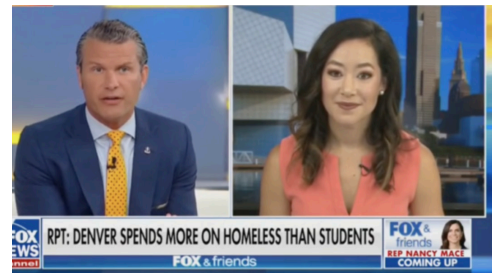 FOX
NEWS
channel
RPT: DENVER SPENDS MORE ON HOMELESS THAN STUDENTS
FOX & friends
FOX &
friends
REP NANCY MACE
COMING UP